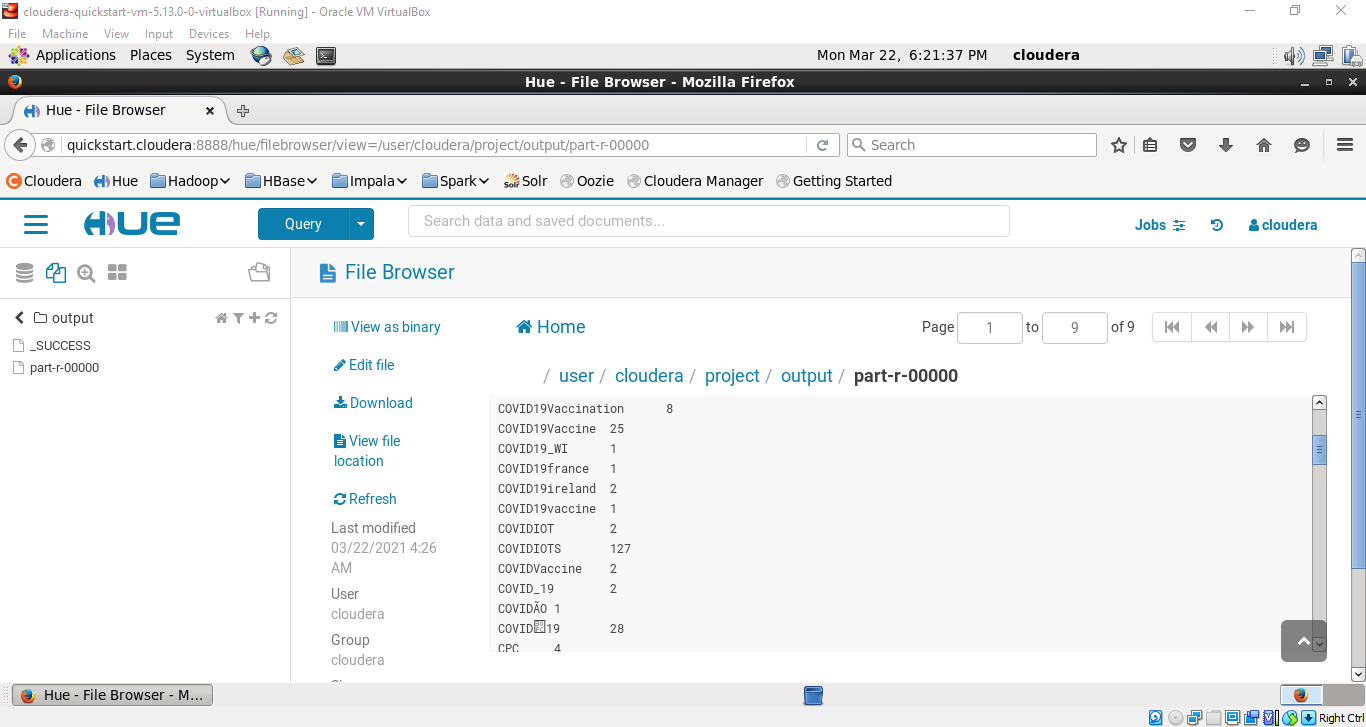 cloudera-quickstart-vm-5.13.0-0-virtualbox [Running] - Oracle VM VirtualBox
File Machine View Input Devices Help
Applications Places System Mon Mar 22, 6:21:37 PM cloudera
Hue - File Browser - Mozilla Firefox
Hue - File Browser
quickstart.cloudera:8888/hue/filebrowser/view=/user/cloudera/project/output/part-r-00000 Search
Cloudera Hue Hadoop HBase Impala Spark Solr Oozie Cloudera Manager Getting Started
HUE Query Search data and saved documents... Jobs cloudera
File Browser
output
_SUCCESS
part-r-00000
View as binary
Edit file
Download
View file
location
Refresh
Last modified
03/22/2021 4:26
AM
User
cloudera
Group
cloudera
Home Page 1 to 9 of 9
/ user / cloudera / project / output / part-r-00000
COVID19Vaccination 8
COVID19Vaccine 25
COVID19_WI 1
COVID19france 1
COVID19ireland 2
COVID19vaccine 1
COVIDIOT 2
COVIDIOTS 127
COVIDVaccine 2
COVID_19 2
COVIDÃO 1
COVID19 28
CPC 4
Hue - File Browser - M...
Right Ctrl